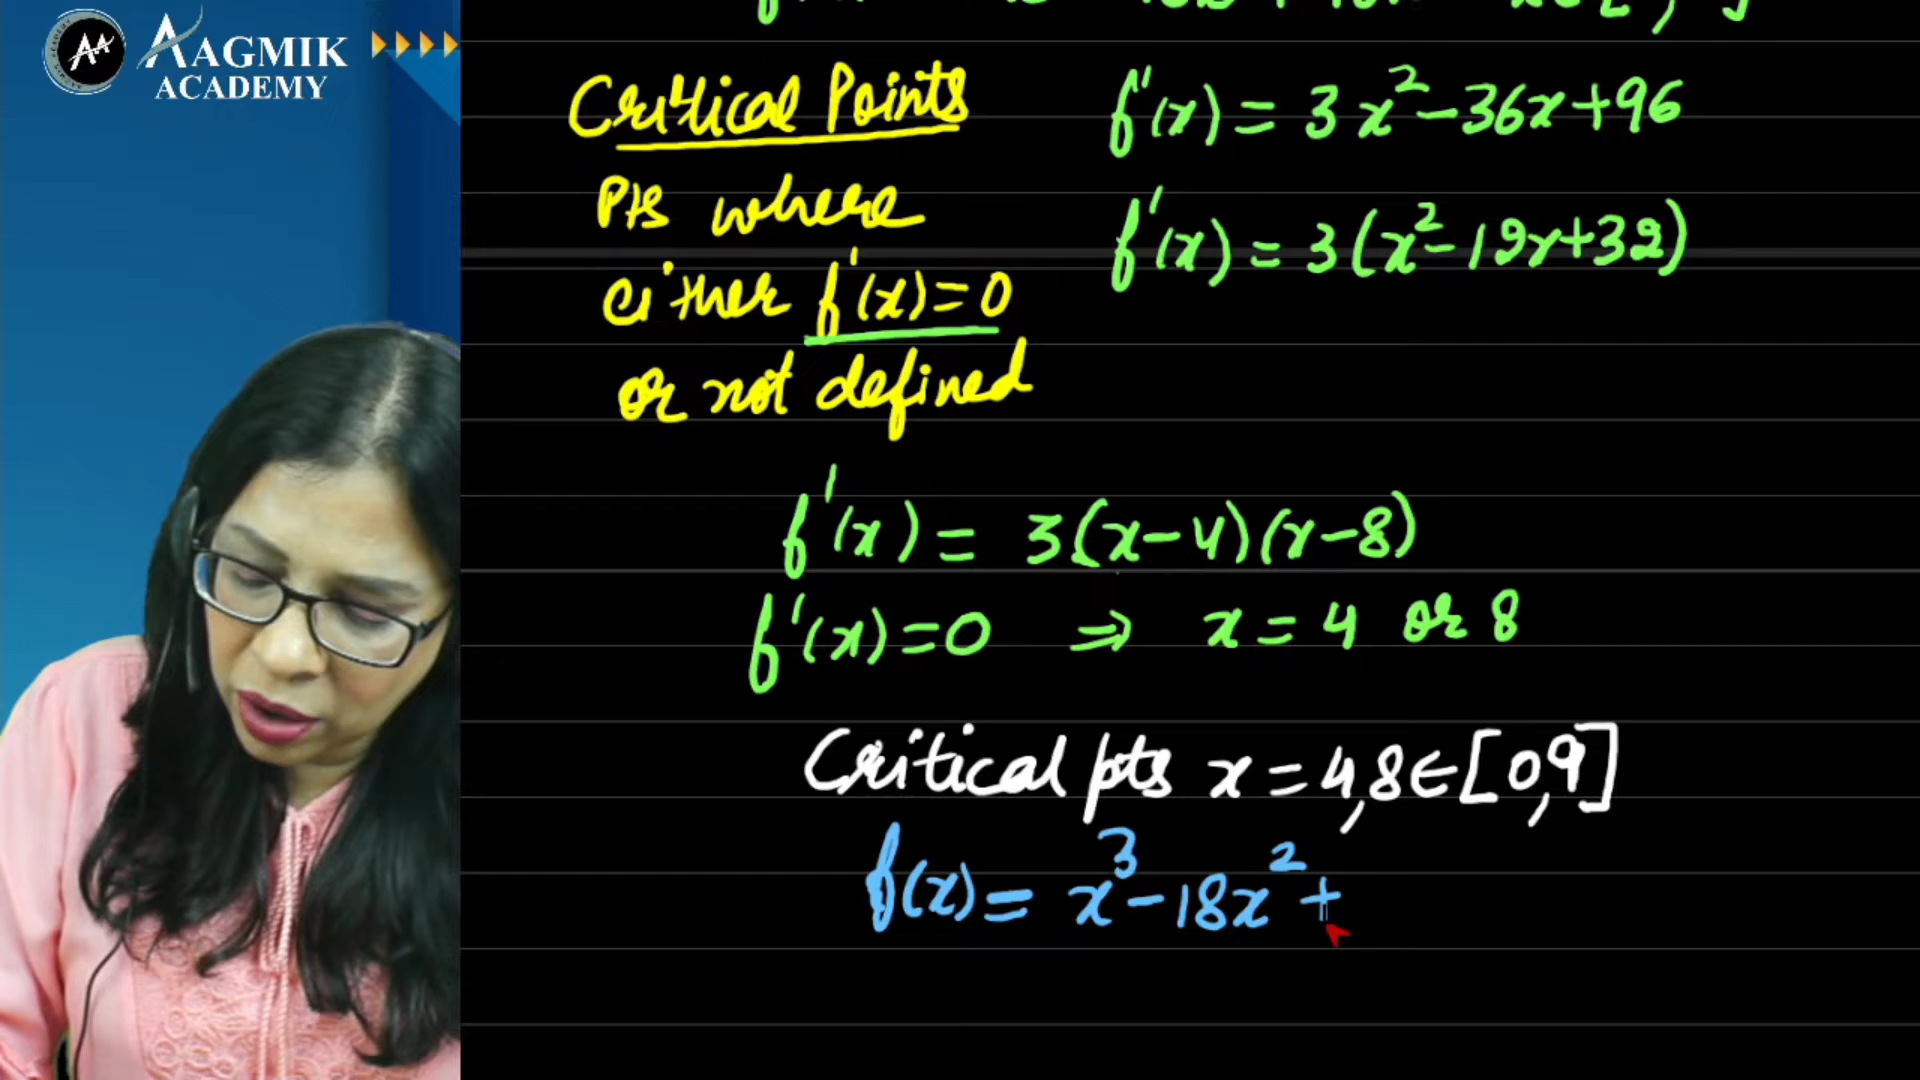 AAGMIK
ACADEMY
Critical Points
f'(x) = 3x²-36x+96
Pts where
f'(x) = 3(x²-12x+32)
either f'(x)=0
or not defined
f'(x) = 3(x-4)(x-8)
f'(x)=0 ⇒ x = 4 or 8
Critical pts x = 4,8 ∈ [0,9]
f(x) = x³-18x²+